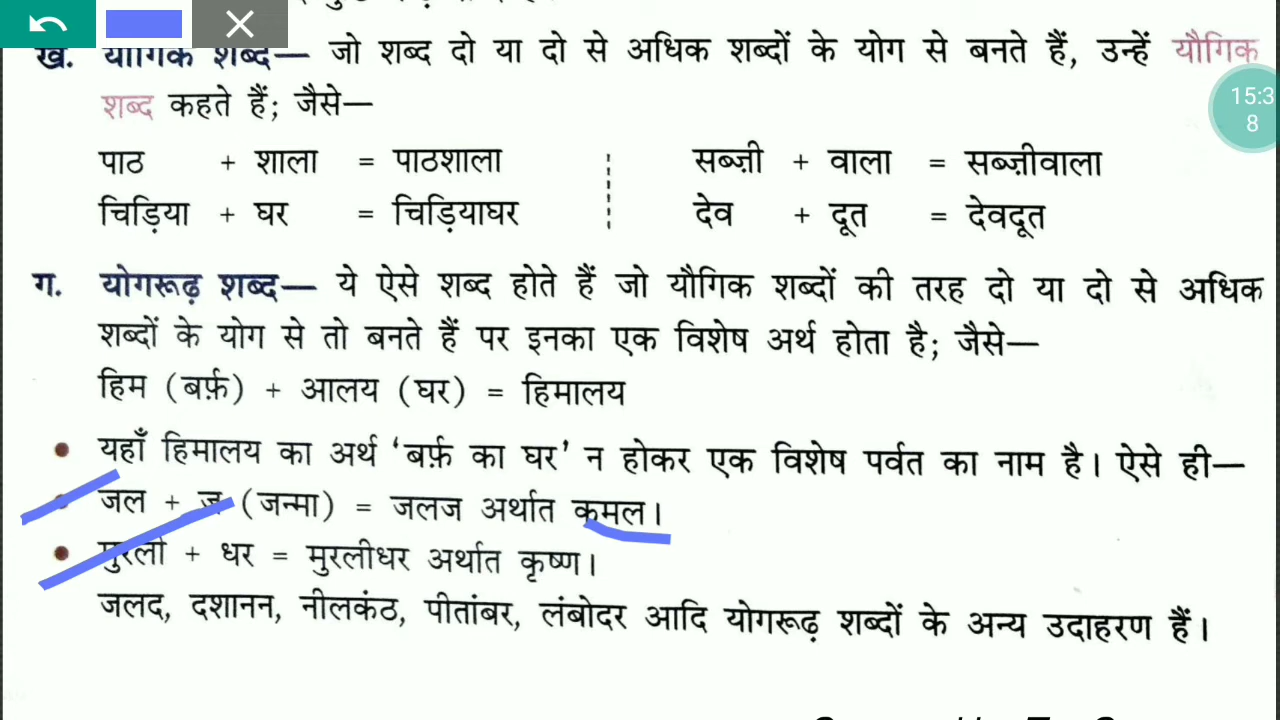 ख. यौगिक शब्द— जो शब्द दो या दो से अधिक शब्दों के योग से बनते हैं, उन्हें यौगिक
शब्द कहते हैं; जैसे—
15:3
8
पाठ + शाला = पाठशाला सब्ज़ी + वाला = सब्ज़ीवाला
चिड़िया + घर = चिड़ियाघर देव + दूत = देवदूत
ग. योगरूढ़ शब्द— ये ऐसे शब्द होते हैं जो यौगिक शब्दों की तरह दो या दो से अधिक
शब्दों के योग से तो बनते हैं पर इनका एक विशेष अर्थ होता है; जैसे—
हिम (बर्फ़) + आलय (घर) = हिमालय
• यहाँ हिमालय का अर्थ ‘बर्फ़ का घर’ न होकर एक विशेष पर्वत का नाम है। ऐसे ही—
• जल + ज (जन्मा) = जलज अर्थात कमल।
• मुरली + धर = मुरलीधर अर्थात कृष्ण।
जलद, दशानन, नीलकंठ, पीतांबर, लंबोदर आदि योगरूढ़ शब्दों के अन्य उदाहरण हैं।